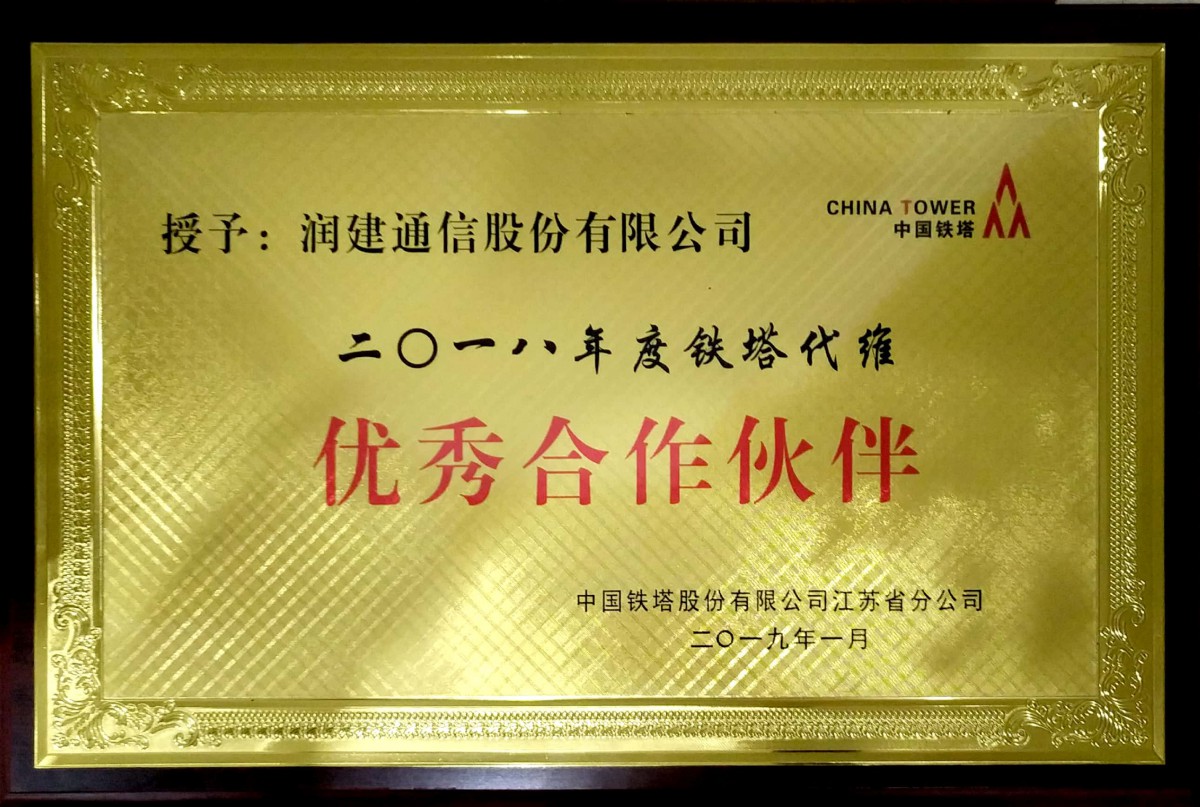 CHINA TOWER
中国铁塔
授予：润建通信股份有限公司
二〇一八年度铁塔代维
优秀合作伙伴
中国铁塔股份有限公司江苏省分公司
二〇一九年一月